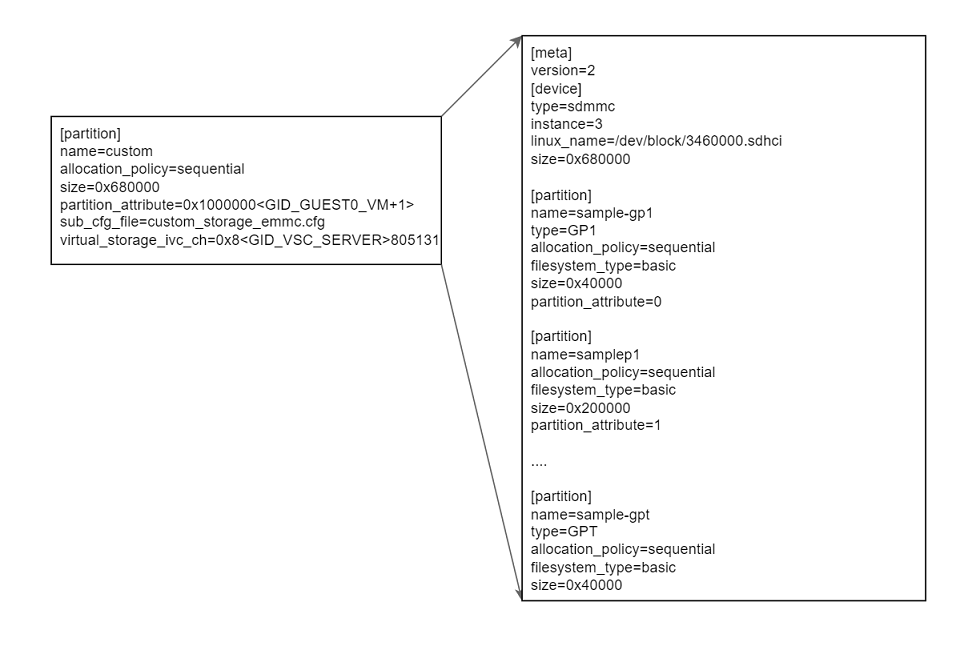 [partition]
name=custom
allocation_policy=sequential
size=0x680000
partition_attribute=0x1000000<GID_GUEST0_VM+1>
sub_cfg_file=custom_storage_emmc.cfg
virtual_storage_ivc_ch=0x8<GID_VSC_SERVER>805131
[meta]
version=2
[device]
type=sdmmc
instance=3
linux_name=/dev/block/3460000.sdhci
size=0x680000
[partition]
name=sample-gp1
type=GP1
allocation_policy=sequential
filesystem_type=basic
size=0x40000
partition_attribute=0
[partition]
name=samplep1
allocation_policy=sequential
filesystem_type=basic
size=0x200000
partition_attribute=1
....
[partition]
name=sample-gpt
type=GPT
allocation_policy=sequential
filesystem_type=basic
size=0x40000